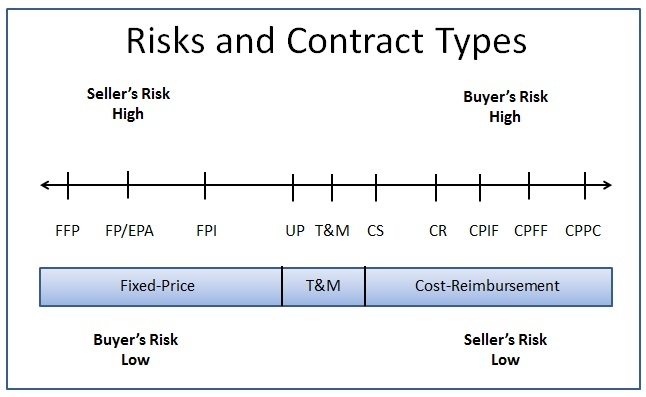 Risks and Contract Types
Seller's Risk
High
Buyer's Risk
High
FFP FP/EPA FPI UP T&M CS CR CPIF CPFF CPPC
Fixed-Price T&M Cost-Reimbursement
Buyer's Risk
Low
Seller's Risk
Low